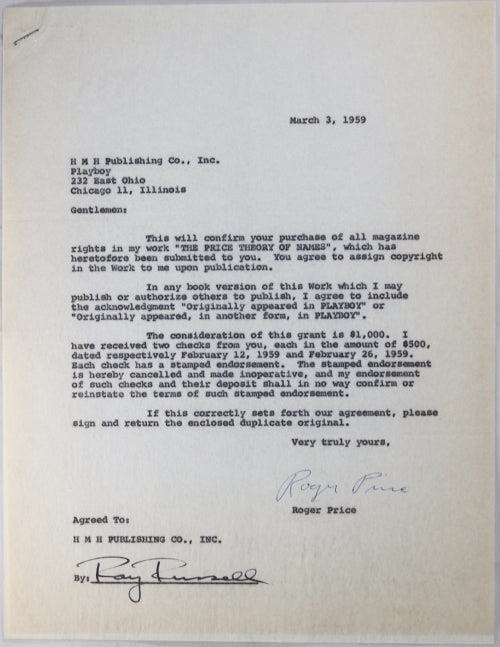 March 3, 1959
H M H Publishing Co., Inc.
Playboy
232 East Ohio
Chicago 11, Illinois
Gentlemen:
This will confirm your purchase of all magazine
rights in my work "THE PRICE THEORY OF NAMES", which has
heretofore been submitted to you. You agree to assign copyright
in the Work to me upon publication.
In any book version of this Work which I may
publish or authorize others to publish, I agree to include
the acknowledgment "Originally appeared in PLAYBOY" or
"Originally appeared, in another form, in PLAYBOY".
The consideration of this grant is $1,000. I
have received two checks from you, each in the amount of $500,
dated respectively February 12, 1959 and February 26, 1959.
Each check has a stamped endorsement. The stamped endorsement
is hereby cancelled and made inoperative, and my endorsement
of such checks and their deposit shall in no way confirm or
reinstate the terms of such stamped endorsement.
If this correctly sets forth our agreement, please
sign and return the enclosed duplicate original.
Very truly yours,
Roger Price
Roger Price
Agreed To:
H M H PUBLISHING CO., INC.
By: Ray Russell